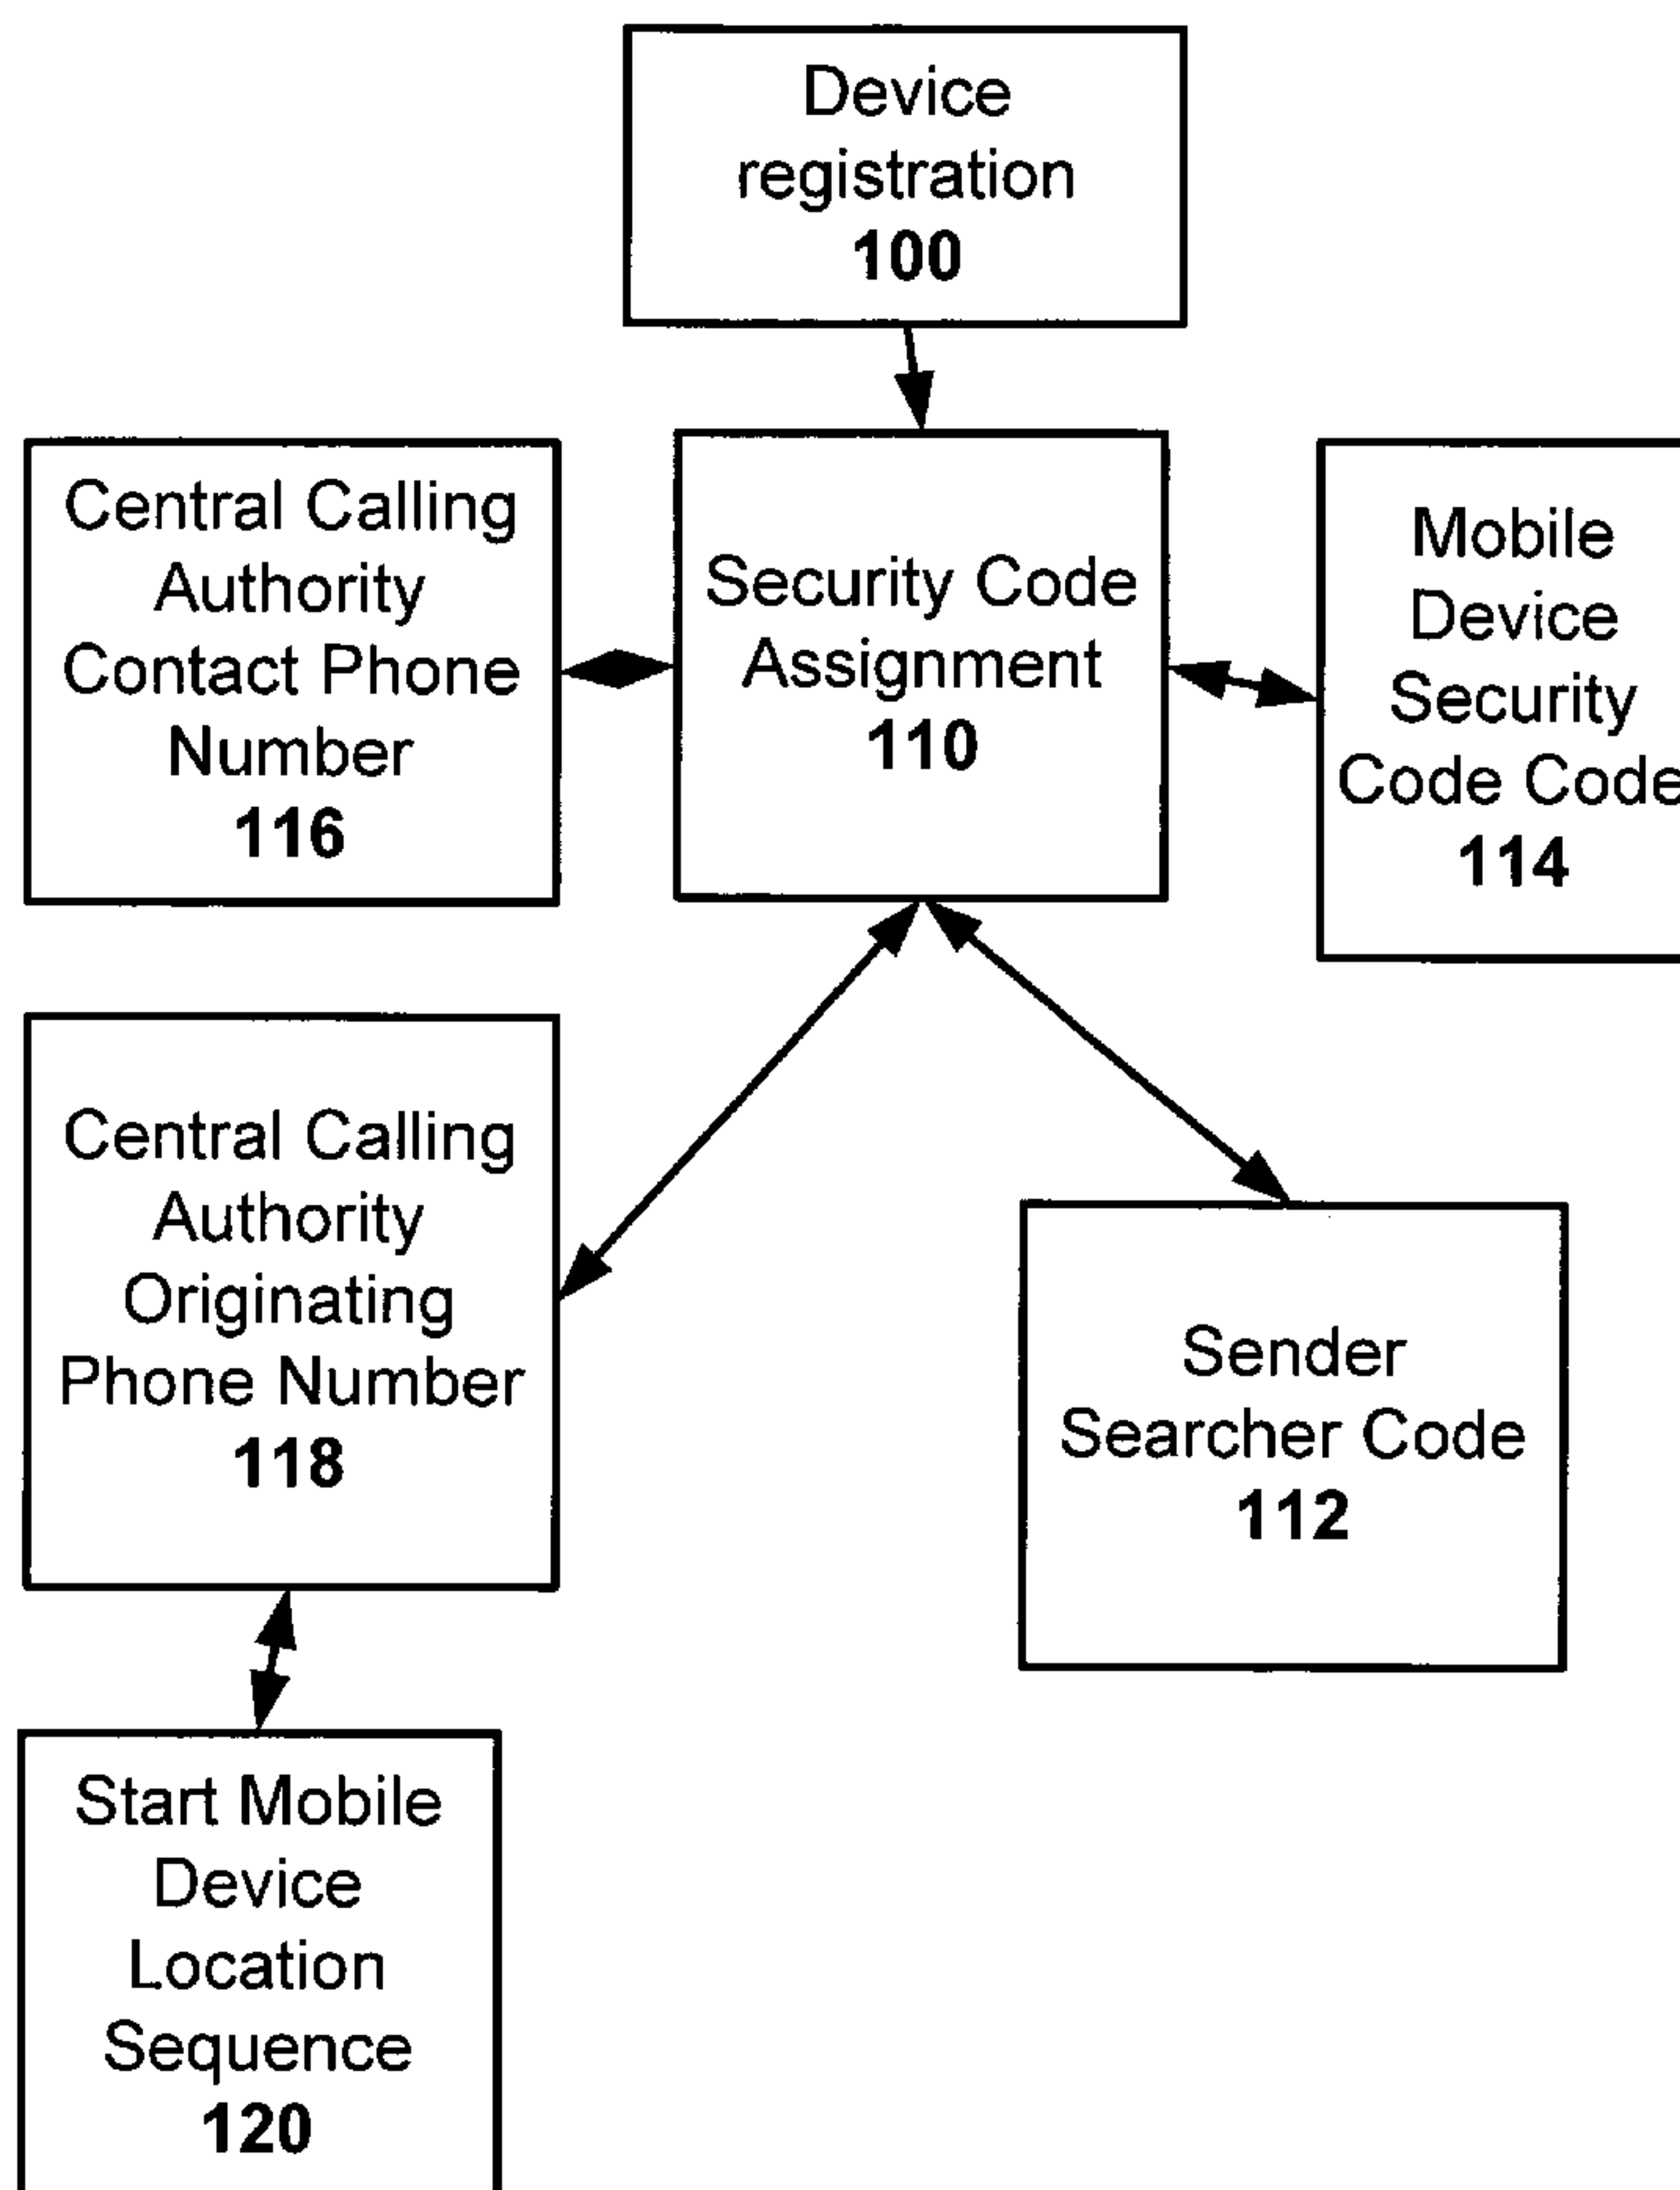 Device
registration
100
Central Calling
Authority
Contact Phone
Number
116
Security Code
Assignment
110
Mobile
Device
Security
Code Code
114
Central Calling
Authority
Originating
Phone Number
118
Sender
Searcher Code
112
Start Mobile
Device
Location
Sequence
120